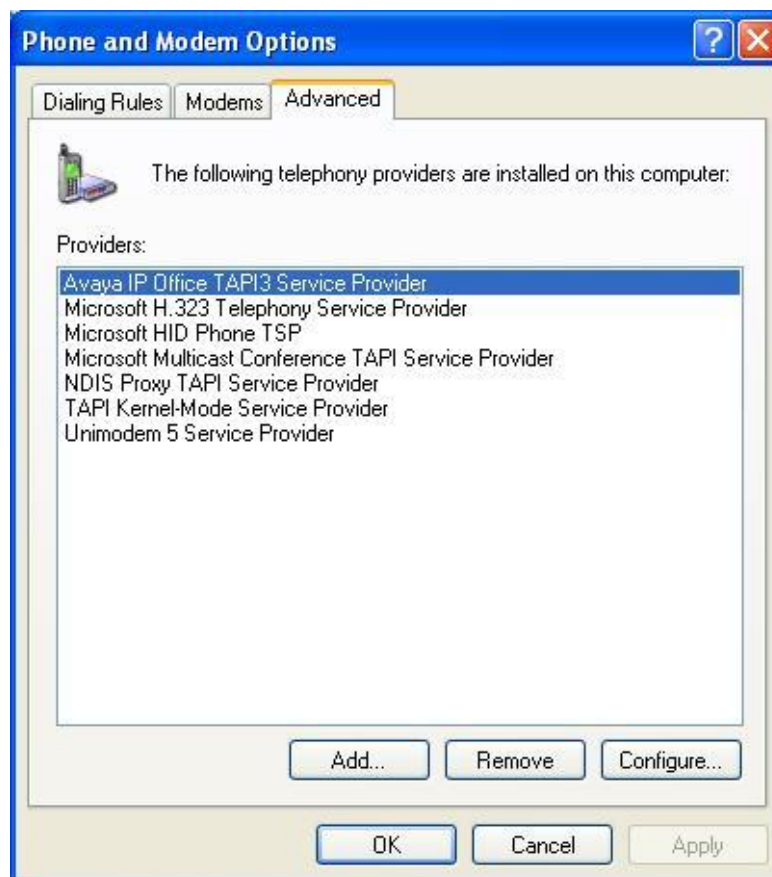 Phone and Modem Options
Dialing Rules Modems Advanced
The following telephony providers are installed on this computer:
Providers:
Avaya IP Office TAPI3 Service Provider
Microsoft H.323 Telephony Service Provider
Microsoft HID Phone TSP
Microsoft Multicast Conference TAPI Service Provider
NDIS Proxy TAPI Service Provider
TAPI Kernel-Mode Service Provider
Unimodem 5 Service Provider
Add... Remove Configure...
OK Cancel Apply